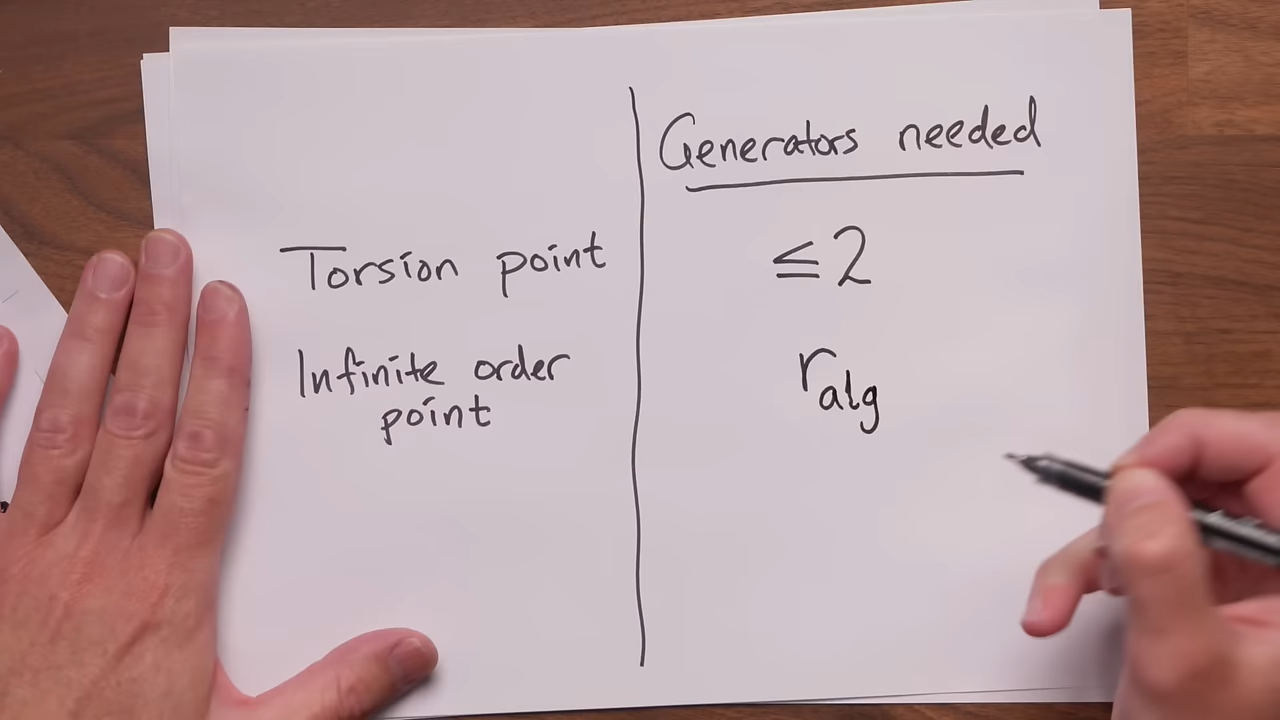 Generators needed
Torsion point
≤ 2
Infinite order
point
r_alg